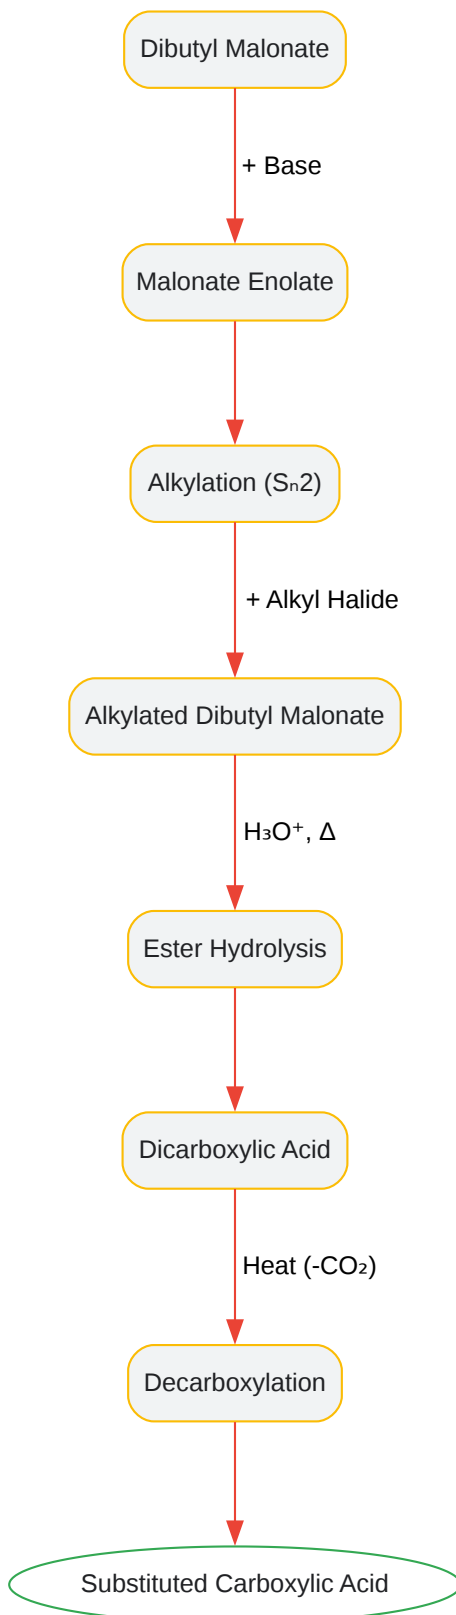 Dibutyl Malonate
+ Base
Malonate Enolate
Alkylation (Sₙ2)
+ Alkyl Halide
Alkylated Dibutyl Malonate
H₃O⁺, Δ
Ester Hydrolysis
Dicarboxylic Acid
Heat (-CO₂)
Decarboxylation
Substituted Carboxylic Acid